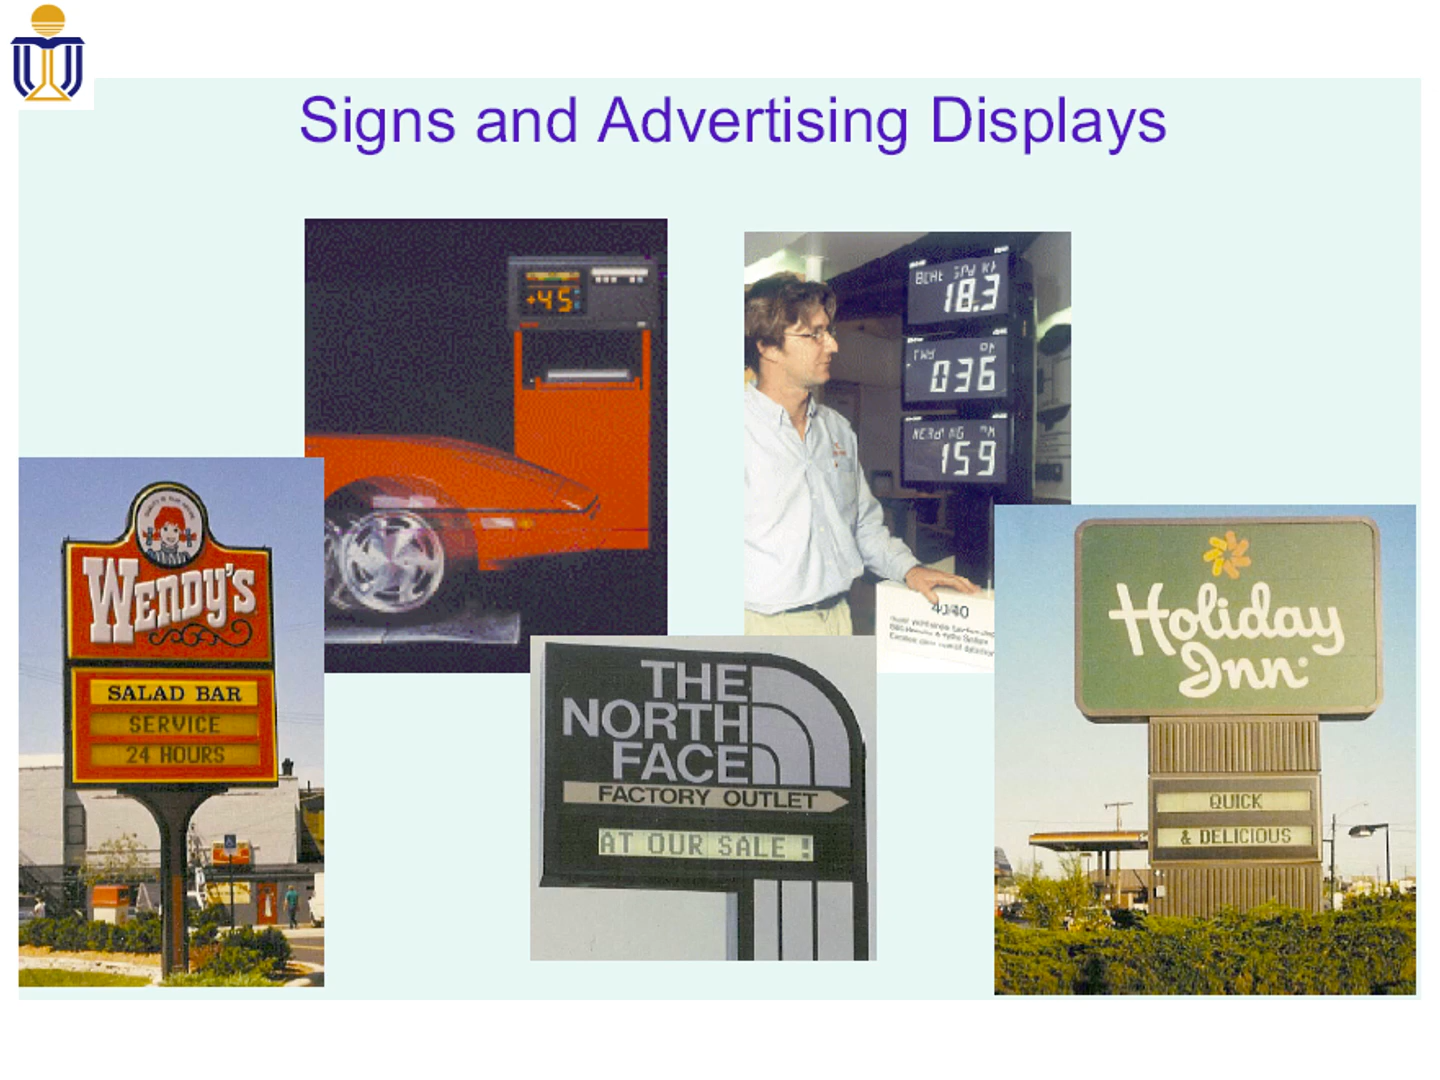 Signs and Advertising Displays
+45
18.3
036
159
4040
WENDY'S
SALAD BAR
SERVICE
24 HOURS
THE
NORTH
FACE
FACTORY OUTLET
AT OUR SALE !
Holiday
Inn
QUICK
& DELICIOUS